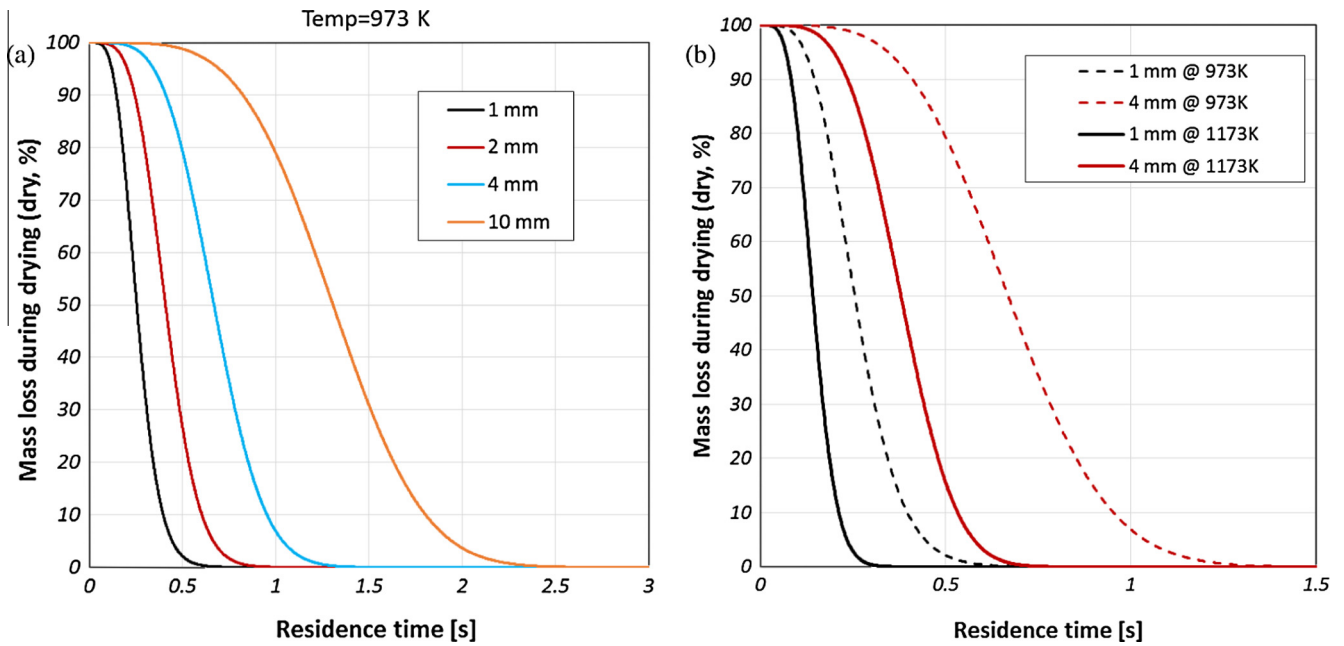 Temp=973 K
(a)
Mass loss during drying (dry, %)
100
90
80
70
60
50
40
30
20
10
0
1 mm
2 mm
4 mm
10 mm
0 0.5 1 1.5 2 2.5 3
Residence time [s]
(b)
Mass loss during drying (dry, %)
100
90
80
70
60
50
40
30
20
10
0
1 mm @ 973K
4 mm @ 973K
1 mm @ 1173K
4 mm @ 1173K
0 0.5 1 1.5
Residence time [s]